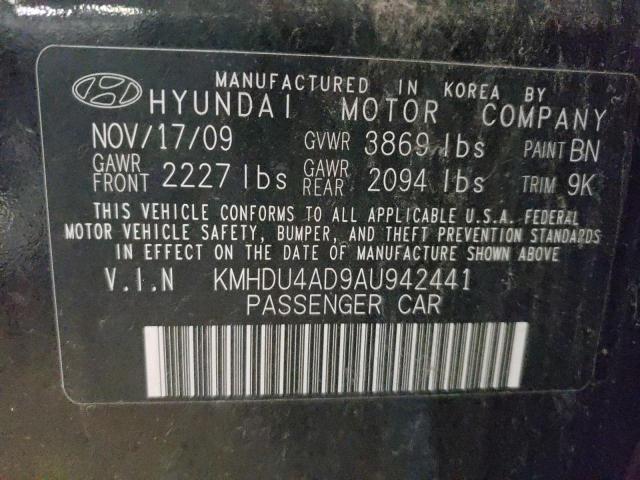 MANUFACTURED IN KOREA BY
HYUNDAI MOTOR COMPANY
NOV/17/09 GVWR 3869 lbs PAINT BN
GAWR FRONT 2227 lbs GAWR REAR 2094 lbs TRIM 9K
THIS VEHICLE CONFORMS TO ALL APPLICABLE U.S.A. FEDERAL
MOTOR VEHICLE SAFETY, BUMPER, AND THEFT PREVENTION STANDARDS
IN EFFECT ON THE DATE OF MANUFACTURE SHOWN ABOVE
V.I.N KMHDU4AD9AU942441
PASSENGER CAR